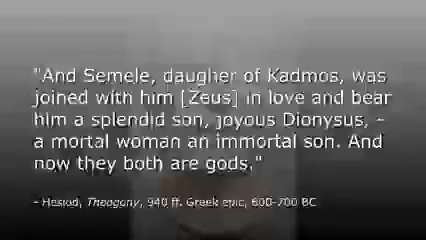 "And Semele, daugher of Kadmos, was
joined with him [Zeus] in love and bear
him a splendid son, joyous Dionysus, –
a mortal woman an immortal son. And
now they both are gods."
- Hesiod, Theogony, 940 ff. Greek epic, 600-700 BC